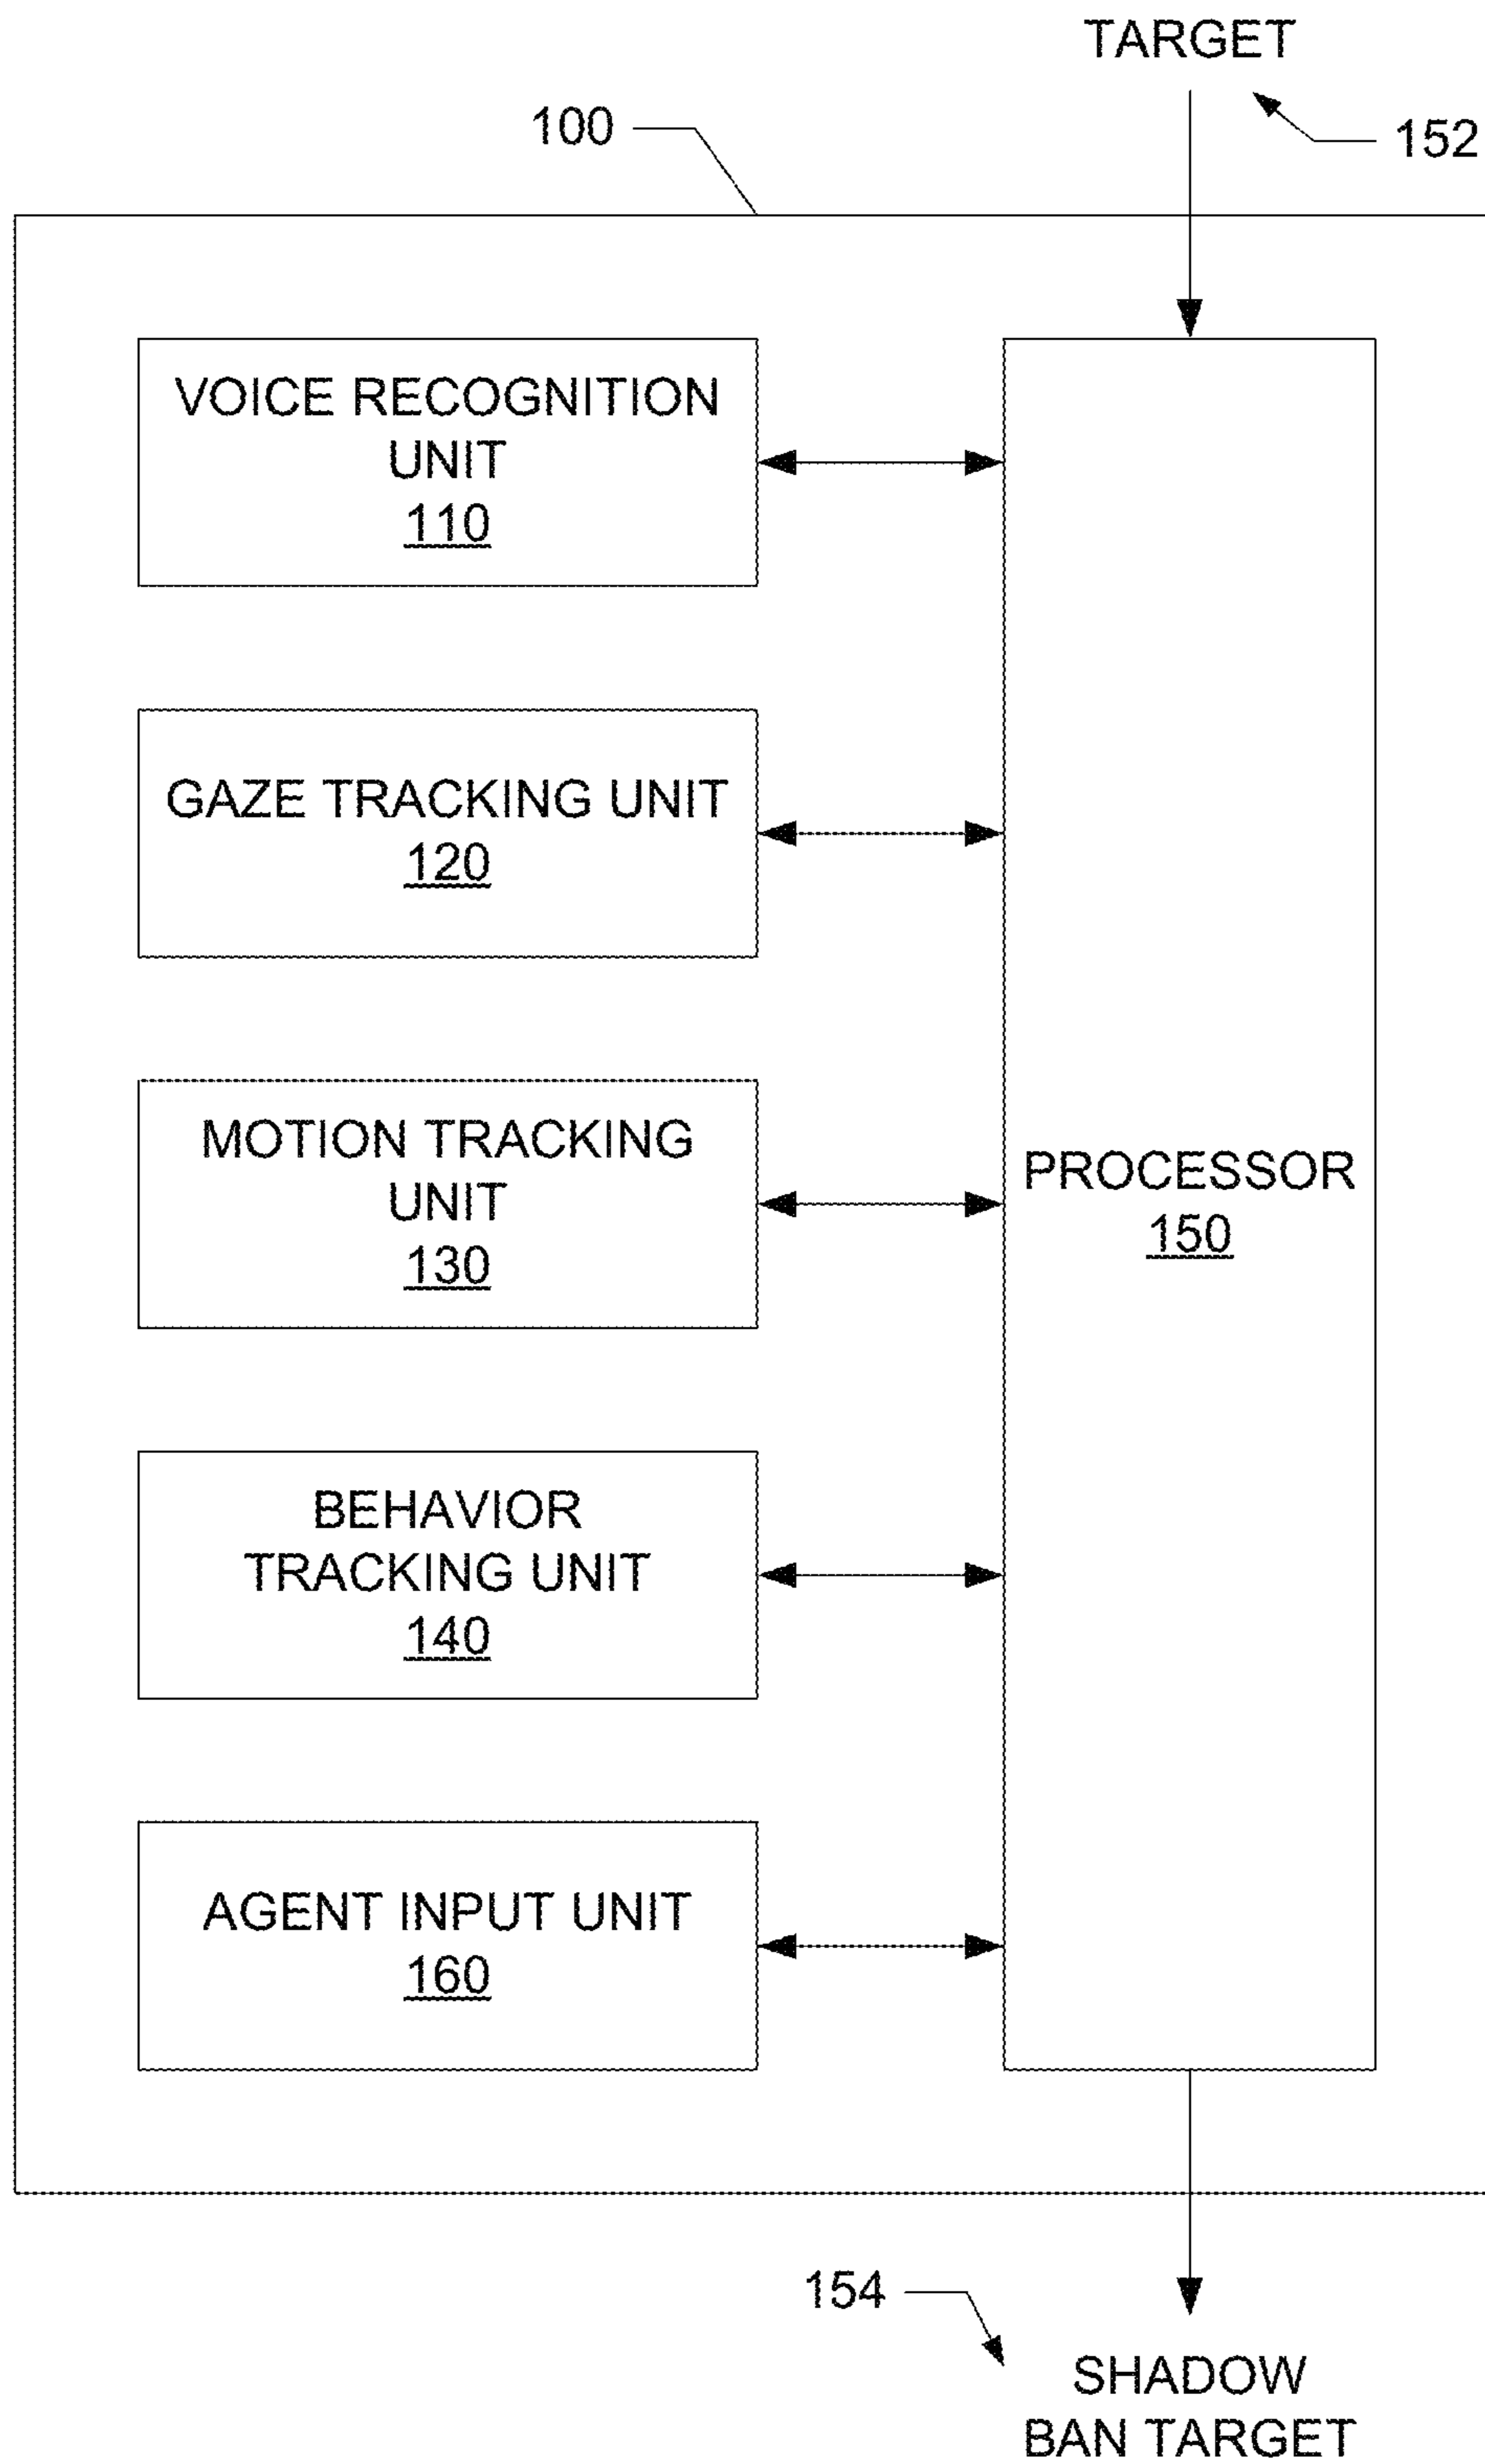 TARGET
100
152
VOICE RECOGNITION
UNIT
110
GAZE TRACKING UNIT
120
MOTION TRACKING
UNIT
130
PROCESSOR
150
BEHAVIOR
TRACKING UNIT
140
AGENT INPUT UNIT
160
154
SHADOW
BAN TARGET